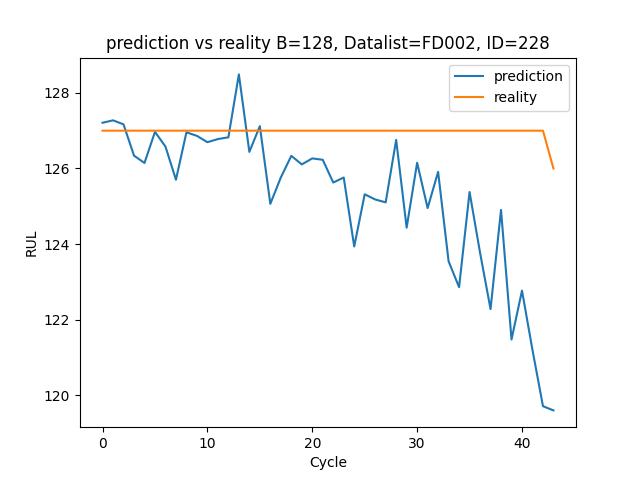 prediction vs reality B=128, Datalist=FD002, ID=228
prediction
reality
128
126
124
122
120
RUL
0 10 20 30 40
Cycle